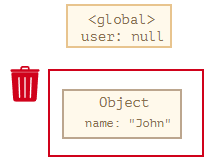 <global>
user: null
Object
name: "John"